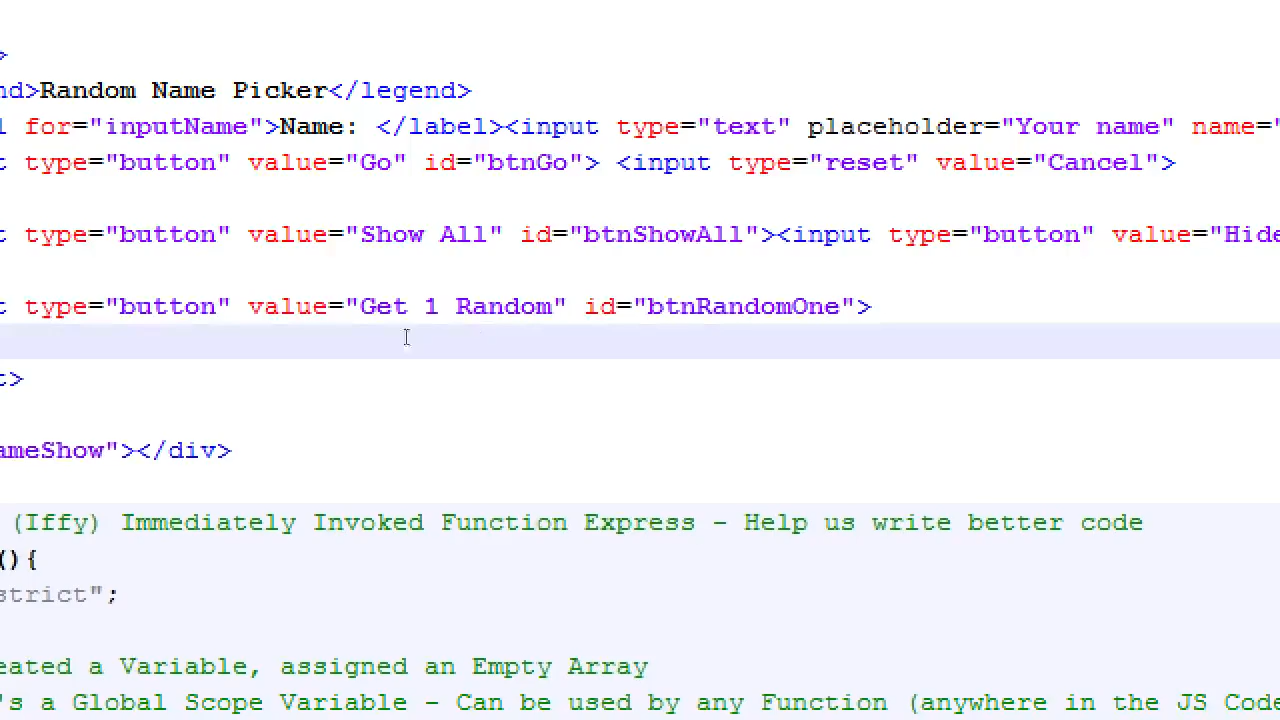 >
nd>Random Name Picker</legend>
l for="inputName">Name: </label><input type="text" placeholder="Your name" name="
t type="button" value="Go" id="btnGo"> <input type="reset" value="Cancel">
t type="button" value="Show All" id="btnShowAll"><input type="button" value="Hide
t type="button" value="Get 1 Random" id="btnRandomOne">
t>
ameShow"></div>
(Iffy) Immediately Invoked Function Express - Help us write better code
(){
strict";
eated a Variable, assigned an Empty Array
's a Global Scope Variable - Can be used by any Function (anywhere in the JS Code